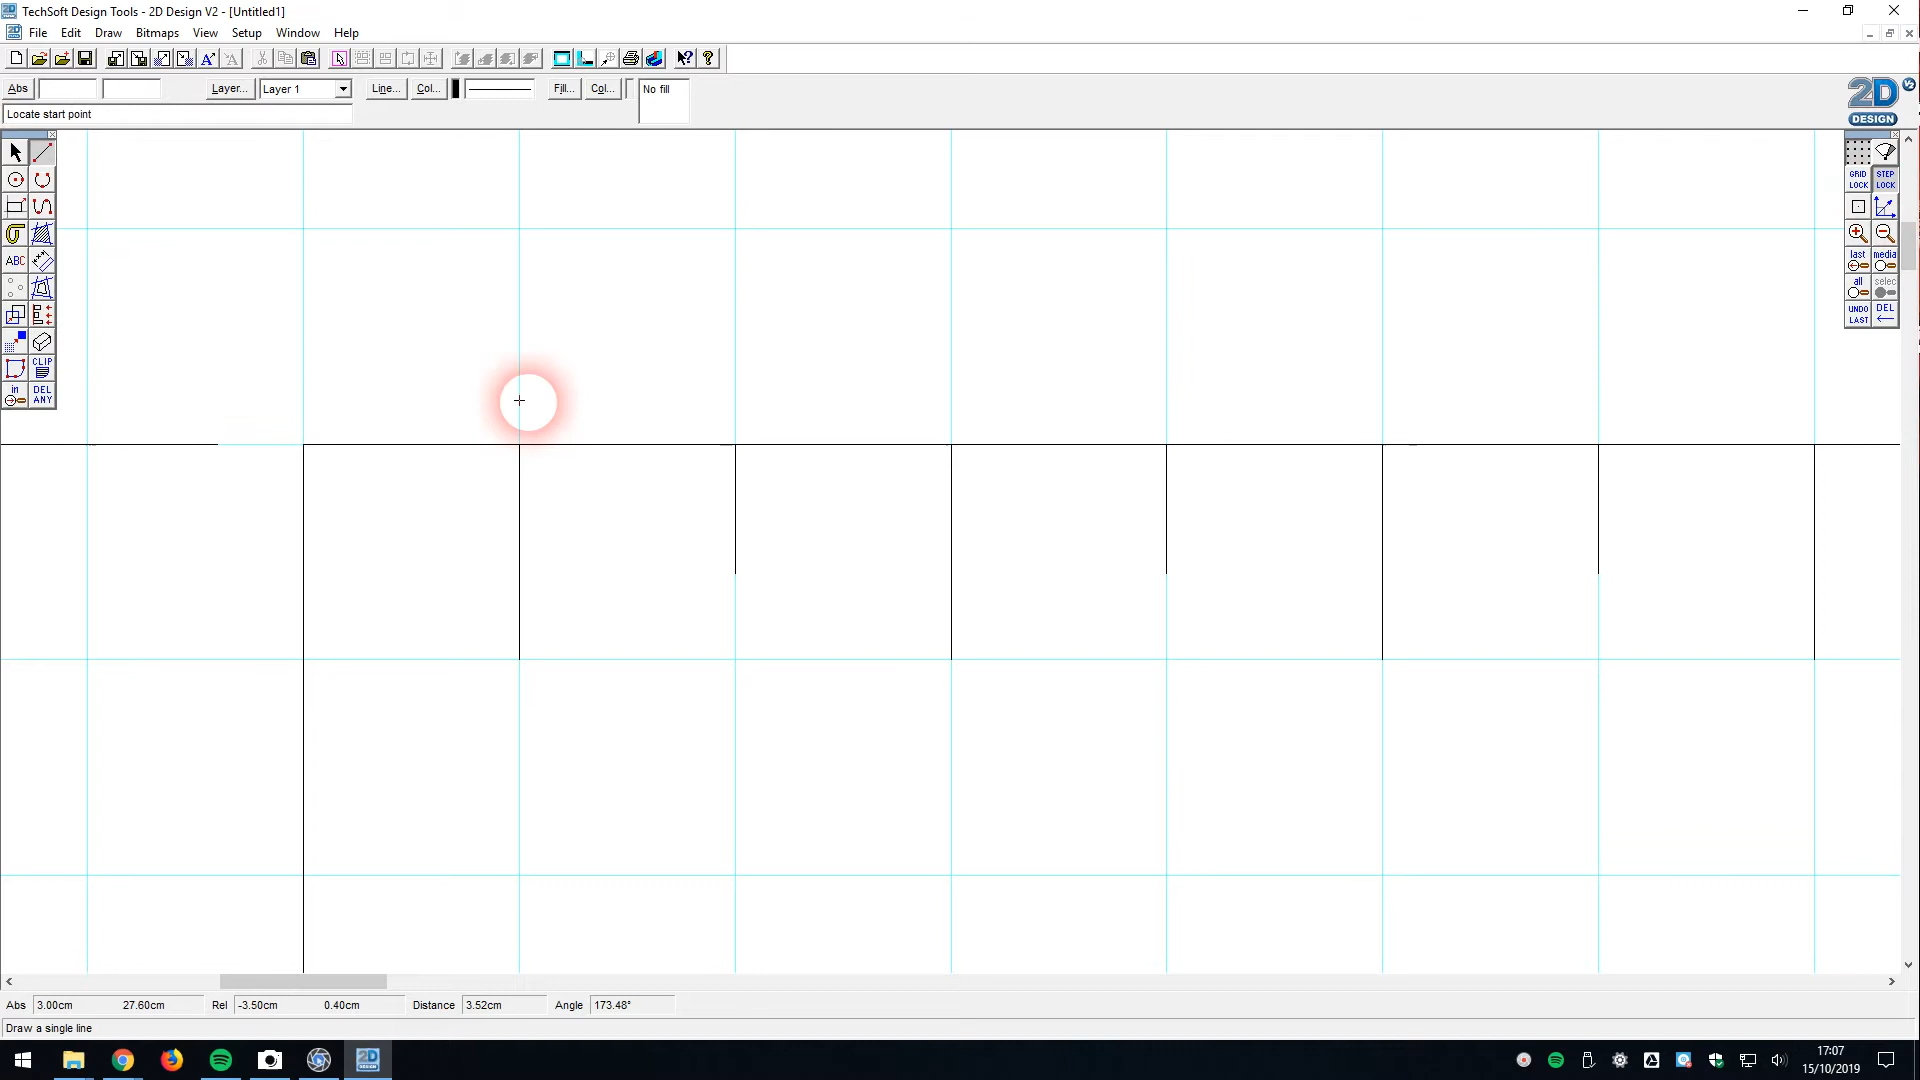 TechSoft Design Tools - 2D Design V2 - [Untitled1]
File Edit Draw Bitmaps View Setup Window Help
Abs Layer... Layer 1 Line... Col... Fill... Col... No fill
Locate start point
2D V2
DESIGN
GRID LOCK STEP LOCK
ABC
last media
all selec
UNDO LAST DEL
CLIP
in DEL ANY
Abs 3.00cm 27.60cm Rel -3.50cm 0.40cm Distance 3.52cm Angle 173.48°
Draw a single line
2D DESIGN
17:07
15/10/2019